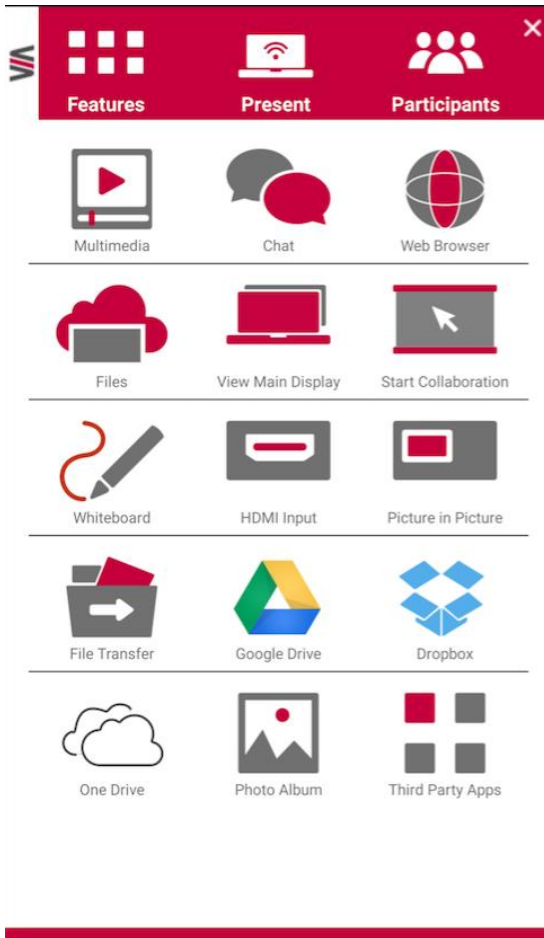 Features Present Participants
Multimedia Chat Web Browser
Files View Main Display Start Collaboration
Whiteboard HDMI Input Picture in Picture
File Transfer Google Drive Dropbox
One Drive Photo Album Third Party Apps